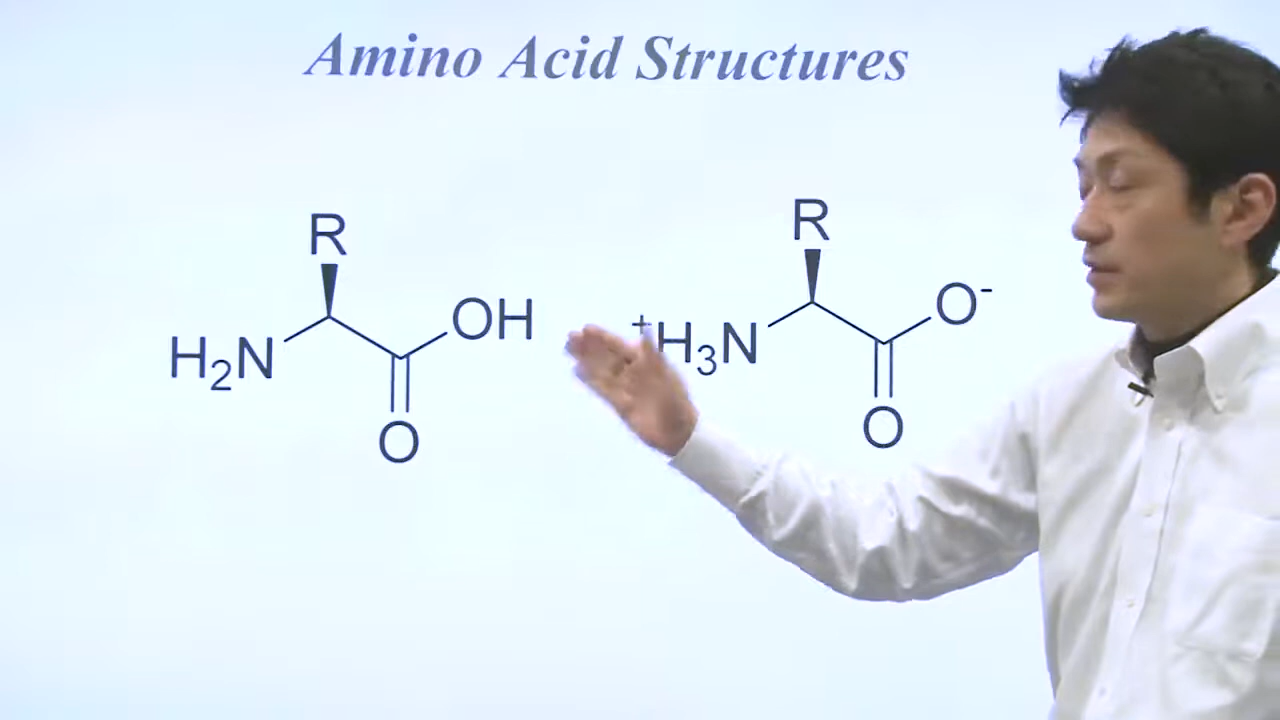 Amino Acid Structures
R
H₂N
OH
O
R
⁺H₃N
O⁻
O